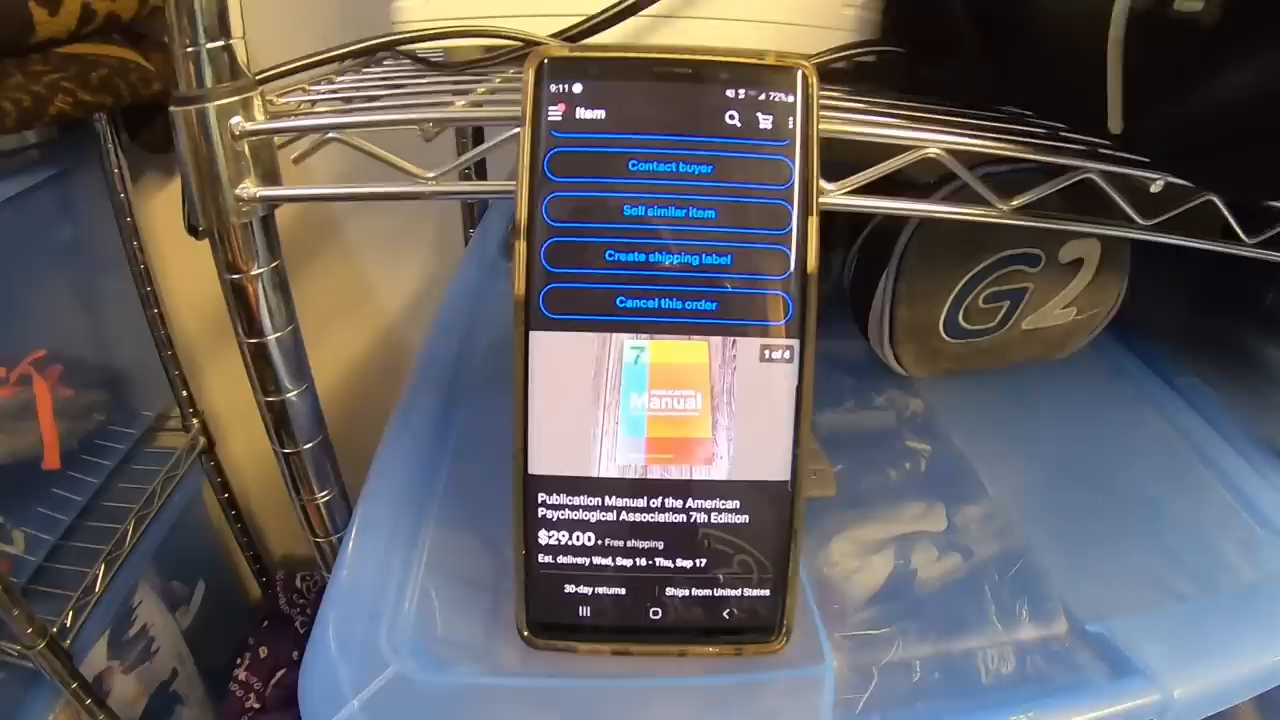 9:11
72%
Item
Contact buyer
Sell similar item
Create shipping label
Cancel this order
1 of 4
7
Manual
Publication Manual of the American
Psychological Association 7th Edition
$29.00 • Free shipping
Est. delivery Wed, Sep 16 - Thu, Sep 17
30-day returns
Ships from United States
G2